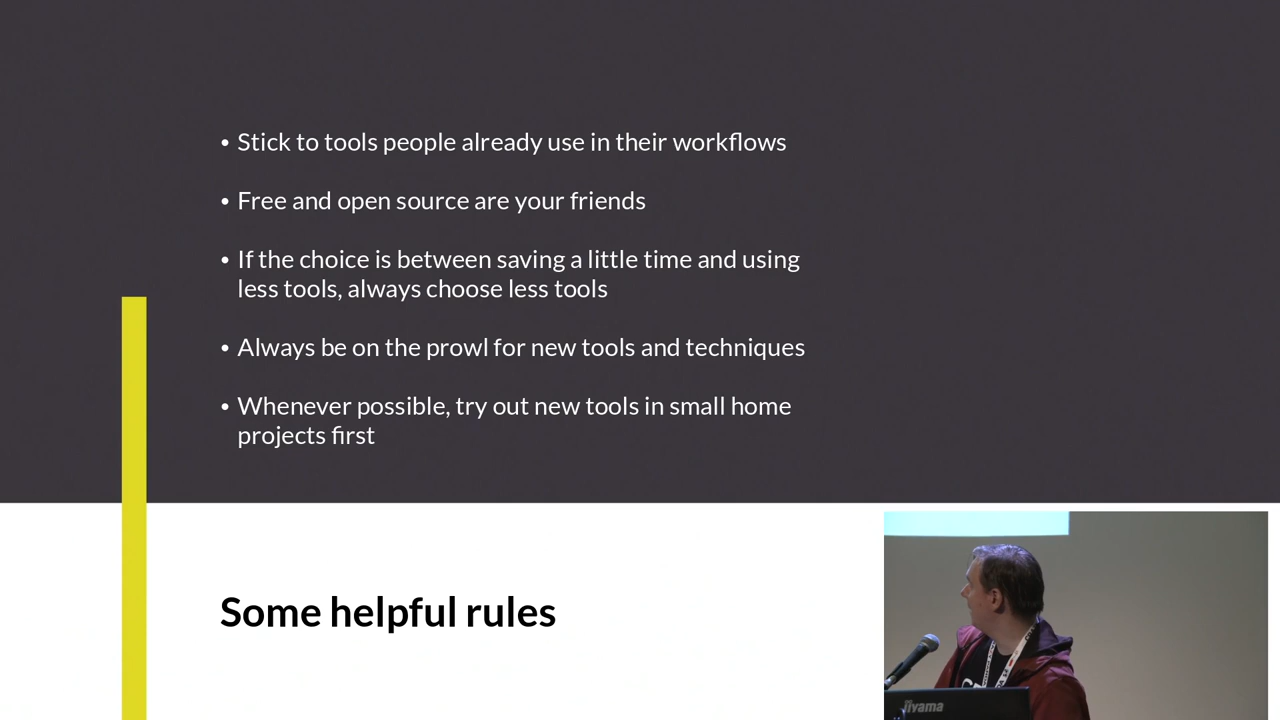 • Stick to tools people already use in their workflows
• Free and open source are your friends
• If the choice is between saving a little time and using
less tools, always choose less tools
• Always be on the prowl for new tools and techniques
• Whenever possible, try out new tools in small home
projects first
Some helpful rules
iiyama